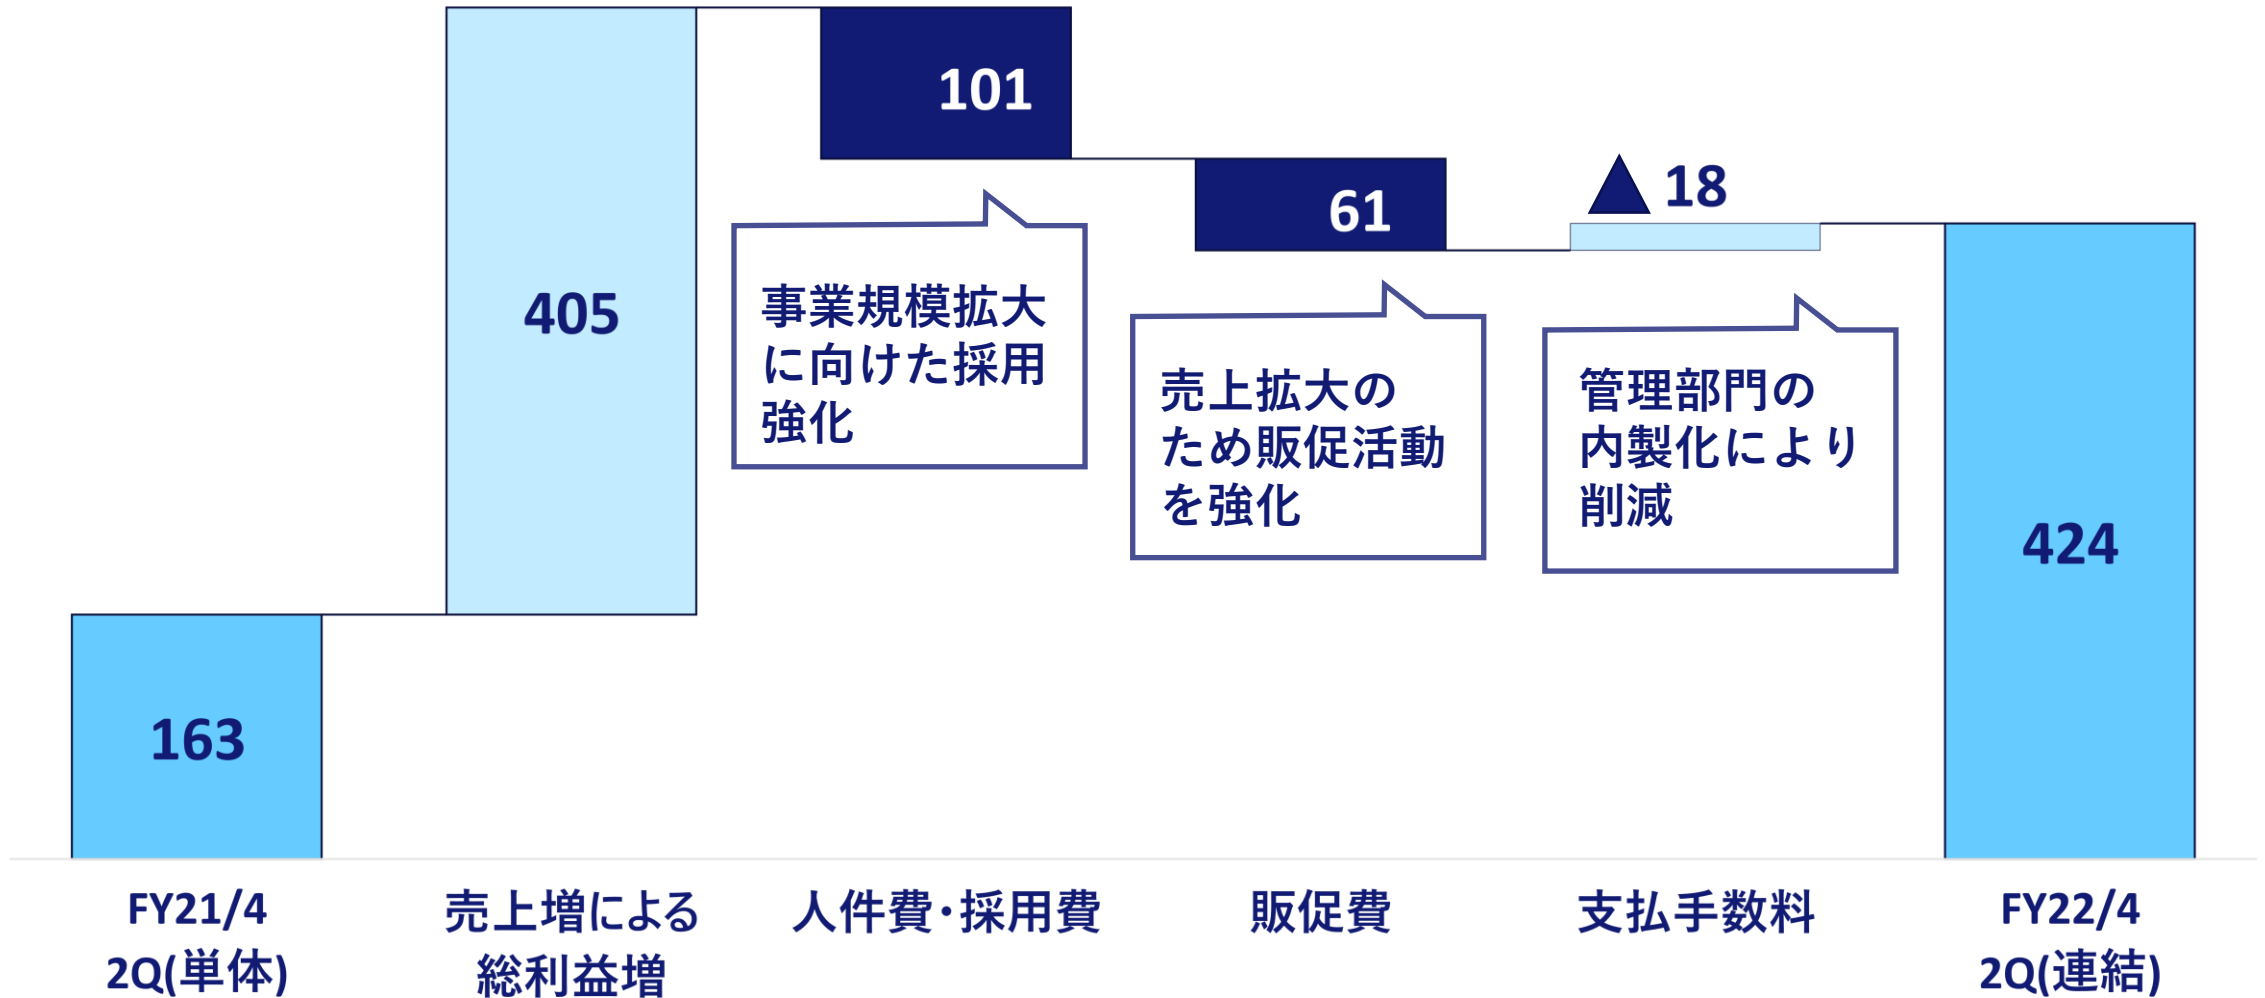 163
405
101
事業規模拡大
に向けた採用
強化
61
売上拡大の
ため販促活動
を強化
▲ 18
管理部門の
内製化により
削減
424
FY21/4
2Q(単体)
売上増による
総利益増
人件費・採用費
販促費
支払手数料
FY22/4
2Q(連結)